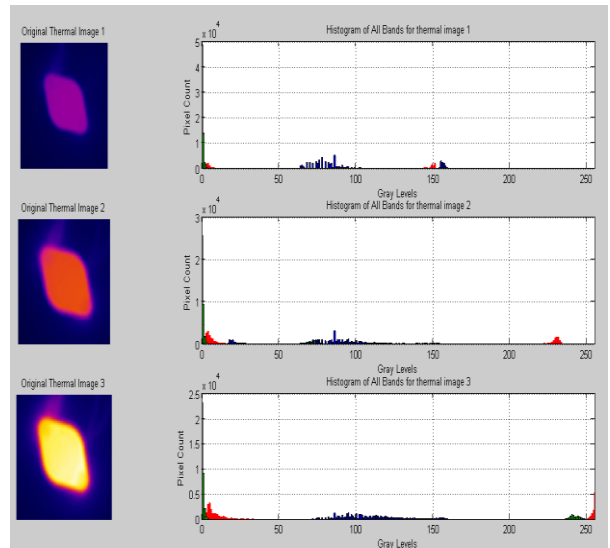 Original Thermal Image 1
Histogram of All Bands for thermal image 1
x 10^4
5
4
3
2
1
0
Pixel Count
0 50 100 150 200 250
Gray Levels
Original Thermal Image 2
Histogram of All Bands for thermal image 2
x 10^4
3
2
1
0
Pixel Count
0 50 100 150 200 250
Gray Levels
Original Thermal Image 3
Histogram of All Bands for thermal image 3
x 10^4
2.5
2
1.5
1
0.5
0
Pixel Count
0 50 100 150 200 250
Gray Levels